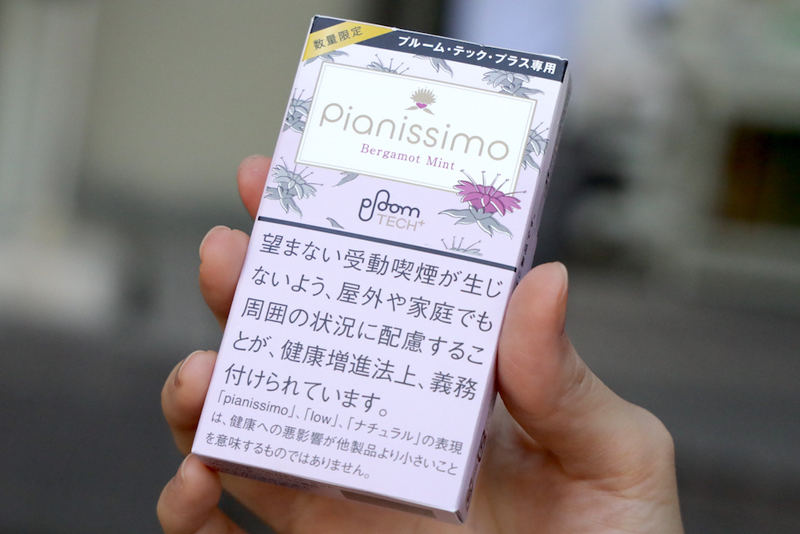 数量限定
プルーム・テック・プラス専用
pianissimo
Bergamot Mint
ploom
TECH+
望まない受動喫煙が生じ
ないよう、屋外や家庭でも
周囲の状況に配慮するこ
とが、健康増進法上、義務
付けられています。
「pianissimo」、「low」、「ナチュラル」の表現
は、健康への悪影響が他製品より小さいこと
を意味するものではありません。